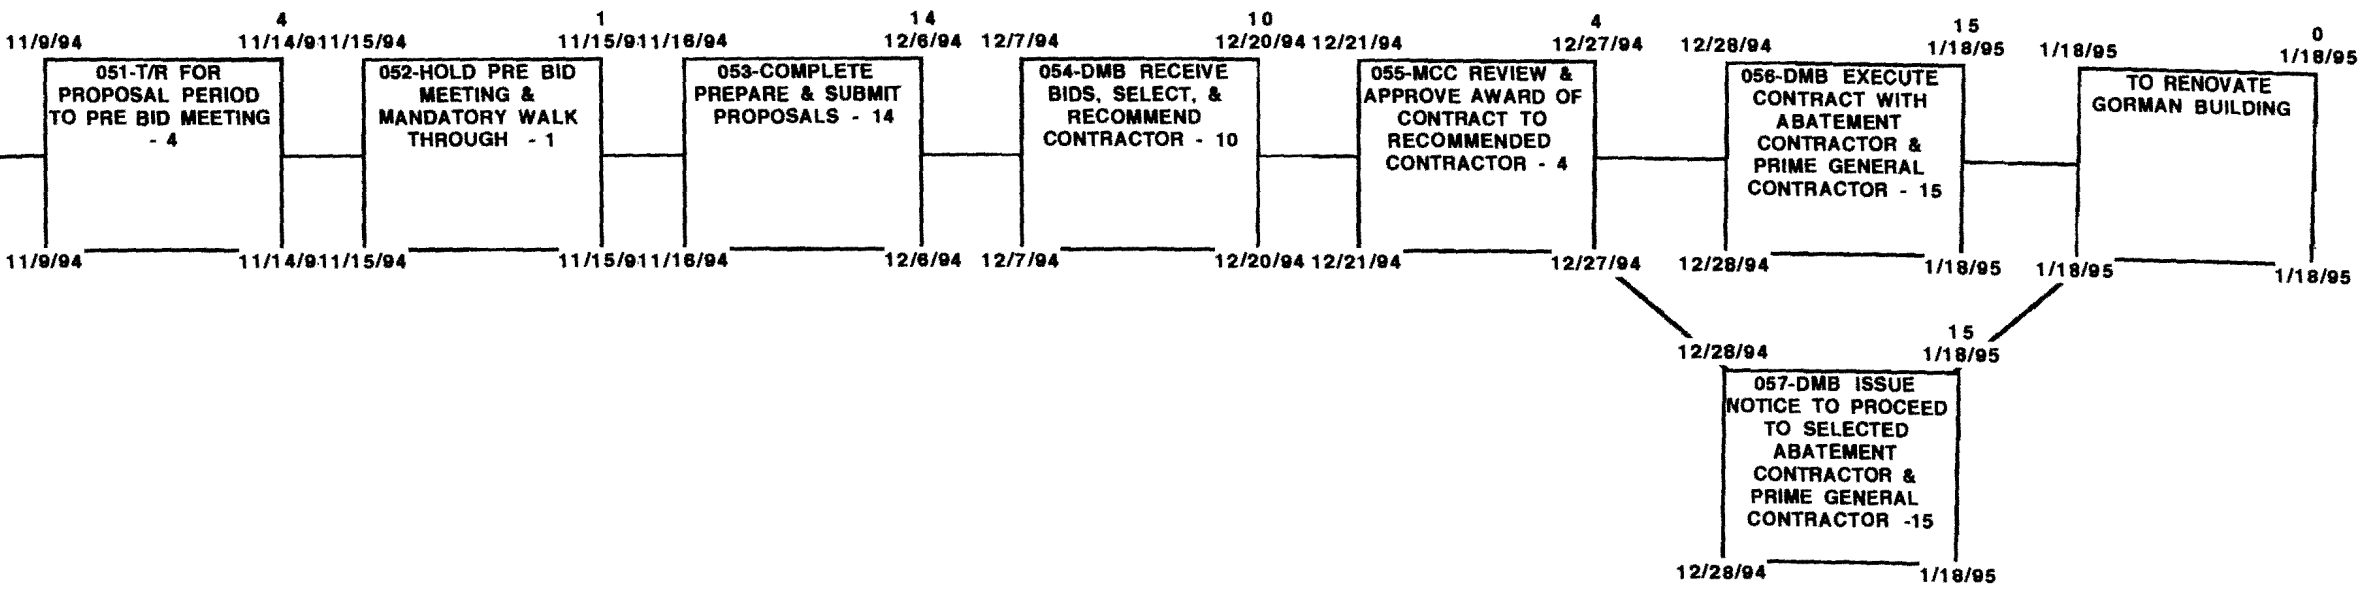 4
11/9/94 11/14/9
051-T/R FOR
PROPOSAL PERIOD
TO PRE BID MEETING
- 4
11/9/94 11/14/9
1
11/15/94 11/15/9
052-HOLD PRE BID
MEETING &
MANDATORY WALK
THROUGH - 1
11/15/94 11/15/9
14
11/16/94 12/6/94
053-COMPLETE
PREPARE & SUBMIT
PROPOSALS - 14
11/16/94 12/6/94
10
12/7/94 12/20/94
054-DMB RECEIVE
BIDS, SELECT, &
RECOMMEND
CONTRACTOR - 10
12/7/94 12/20/94
4
12/21/94 12/27/94
055-MCC REVIEW &
APPROVE AWARD OF
CONTRACT TO
RECOMMENDED
CONTRACTOR - 4
12/21/94 12/27/94
15
12/28/94 1/18/95
056-DMB EXECUTE
CONTRACT WITH
ABATEMENT
CONTRACTOR &
PRIME GENERAL
CONTRACTOR - 15
12/28/94 1/18/95
0
1/18/95 1/18/95
TO RENOVATE
GORMAN BUILDING
1/18/95 1/18/95
15
12/28/94 1/18/95
057-DMB ISSUE
NOTICE TO PROCEED
TO SELECTED
ABATEMENT
CONTRACTOR &
PRIME GENERAL
CONTRACTOR -15
12/28/94 1/18/95